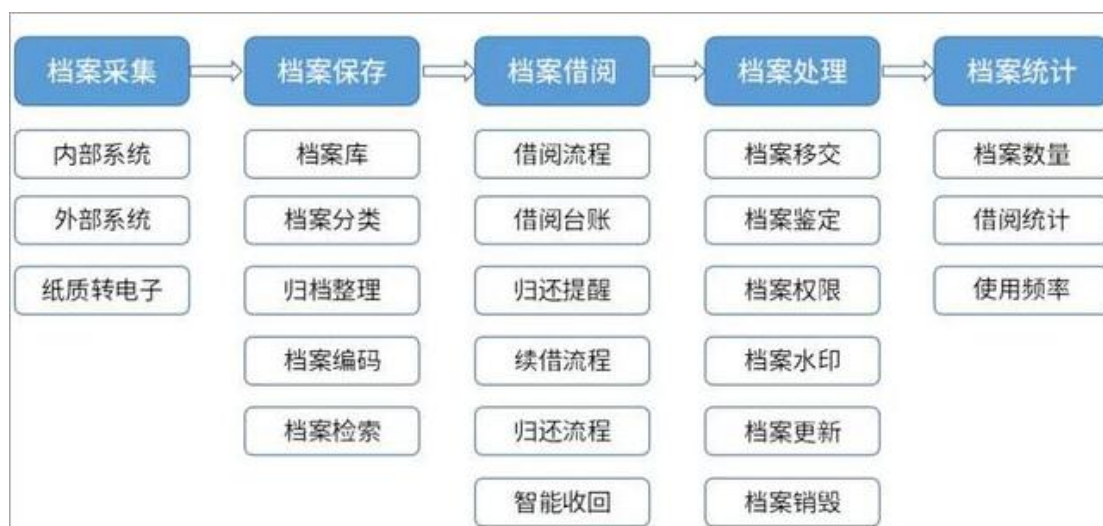 档案采集
档案保存
档案借阅
档案处理
档案统计
内部系统
档案库
借阅流程
档案移交
档案数量
外部系统
档案分类
借阅台账
档案鉴定
借阅统计
纸质转电子
归档整理
归还提醒
档案权限
使用频率
档案编码
续借流程
档案水印
档案检索
归还流程
档案更新
智能收回
档案销毁